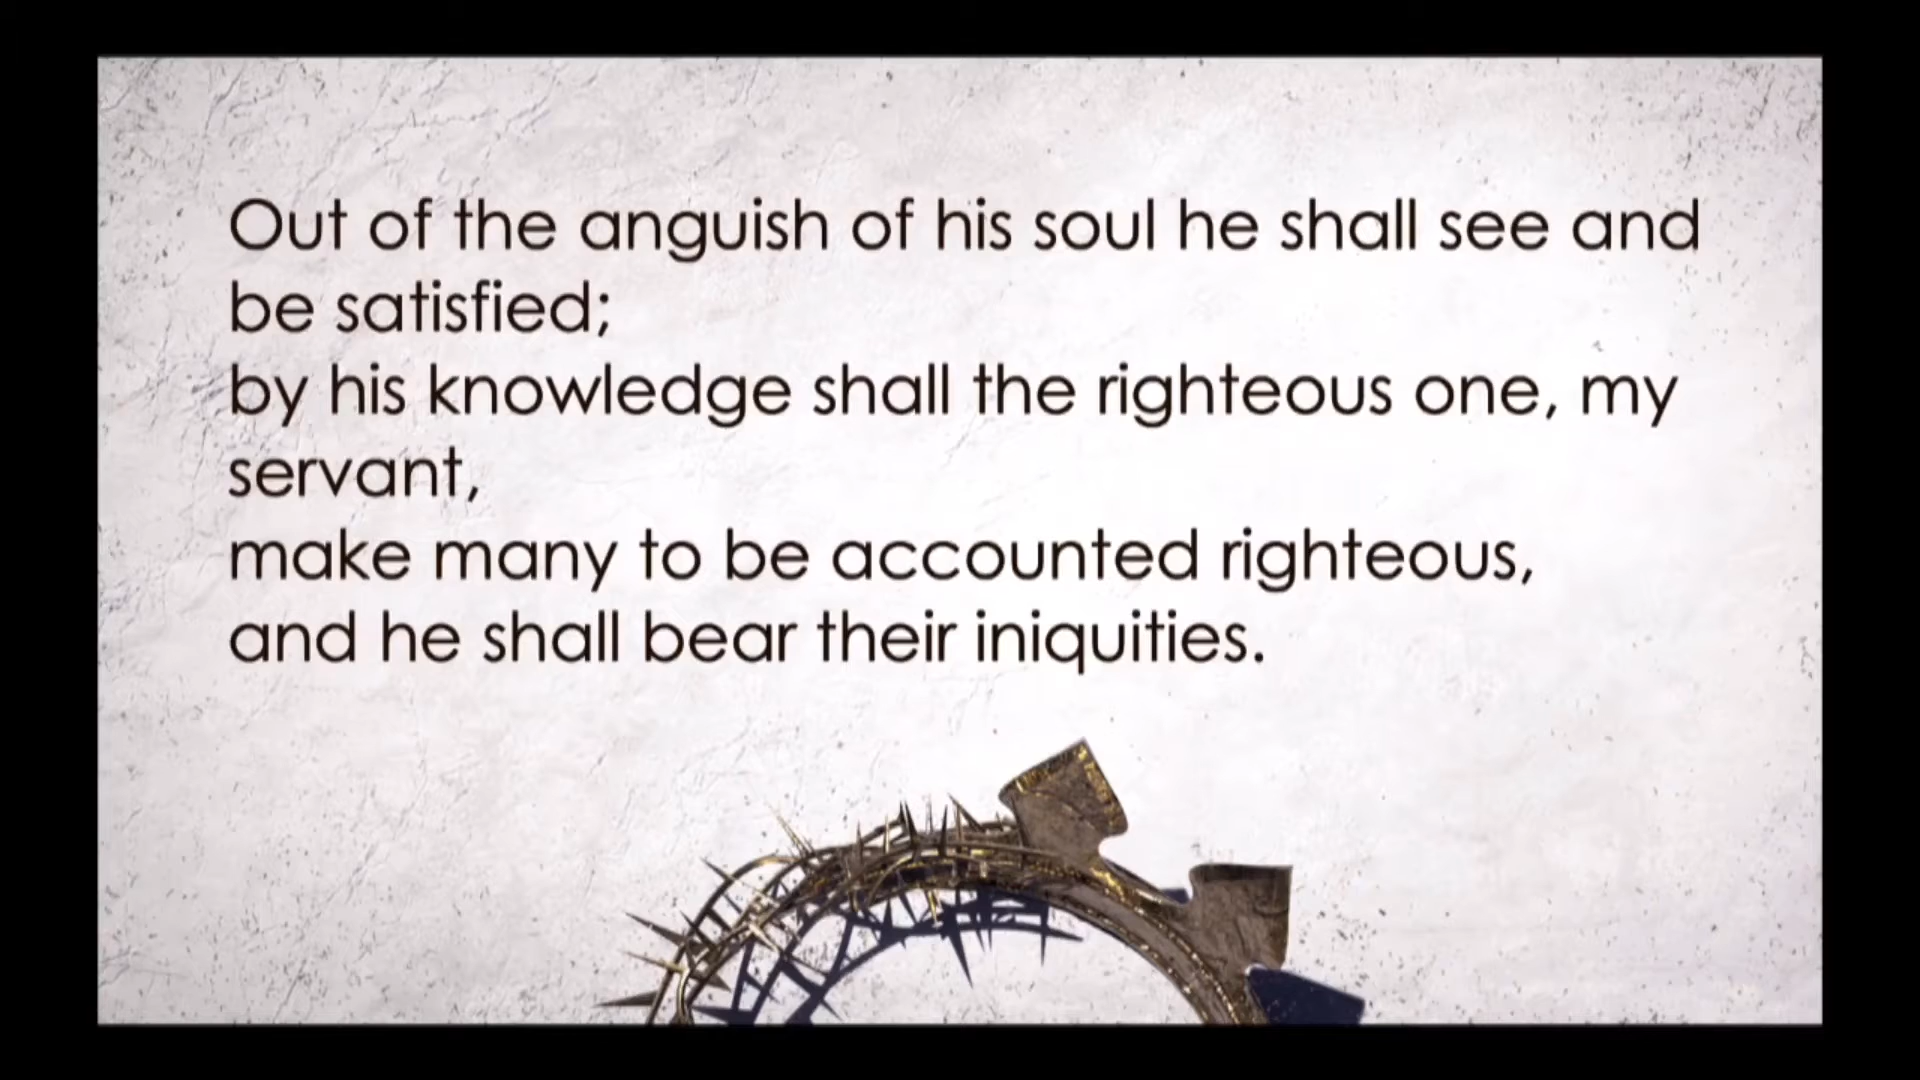 Out of the anguish of his soul he shall see and
be satisfied;
by his knowledge shall the righteous one, my
servant,
make many to be accounted righteous,
and he shall bear their iniquities.